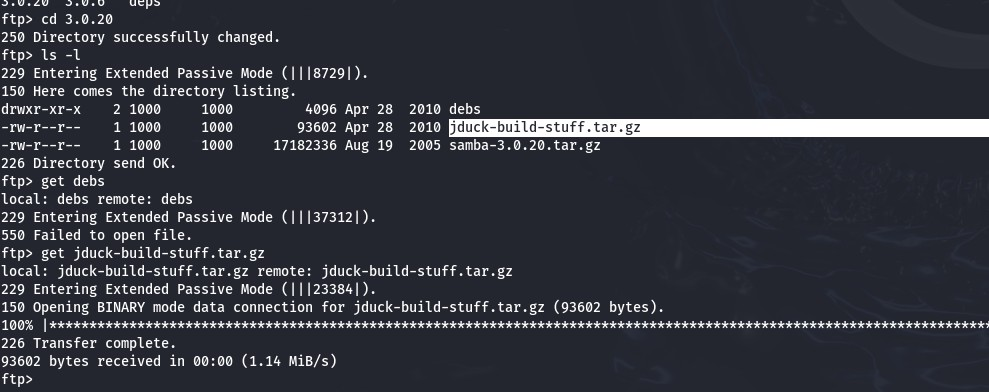 3.0.20  3.0.6   deps
ftp> cd 3.0.20
250 Directory successfully changed.
ftp> ls -l
229 Entering Extended Passive Mode (|||8729|).
150 Here comes the directory listing.
drwxr-xr-x    2 1000     1000         4096 Apr 28  2010 debs
-rw-r--r--    1 1000     1000        93602 Apr 28  2010 jduck-build-stuff.tar.gz
-rw-r--r--    1 1000     1000     17182336 Aug 19  2005 samba-3.0.20.tar.gz
226 Directory send OK.
ftp> get debs
local: debs remote: debs
229 Entering Extended Passive Mode (|||37312|).
550 Failed to open file.
ftp> get jduck-build-stuff.tar.gz
local: jduck-build-stuff.tar.gz remote: jduck-build-stuff.tar.gz
229 Entering Extended Passive Mode (|||23384|).
150 Opening BINARY mode data connection for jduck-build-stuff.tar.gz (93602 bytes).
100% |***********************************************************************************************************************
226 Transfer complete.
93602 bytes received in 00:00 (1.14 MiB/s)
ftp>